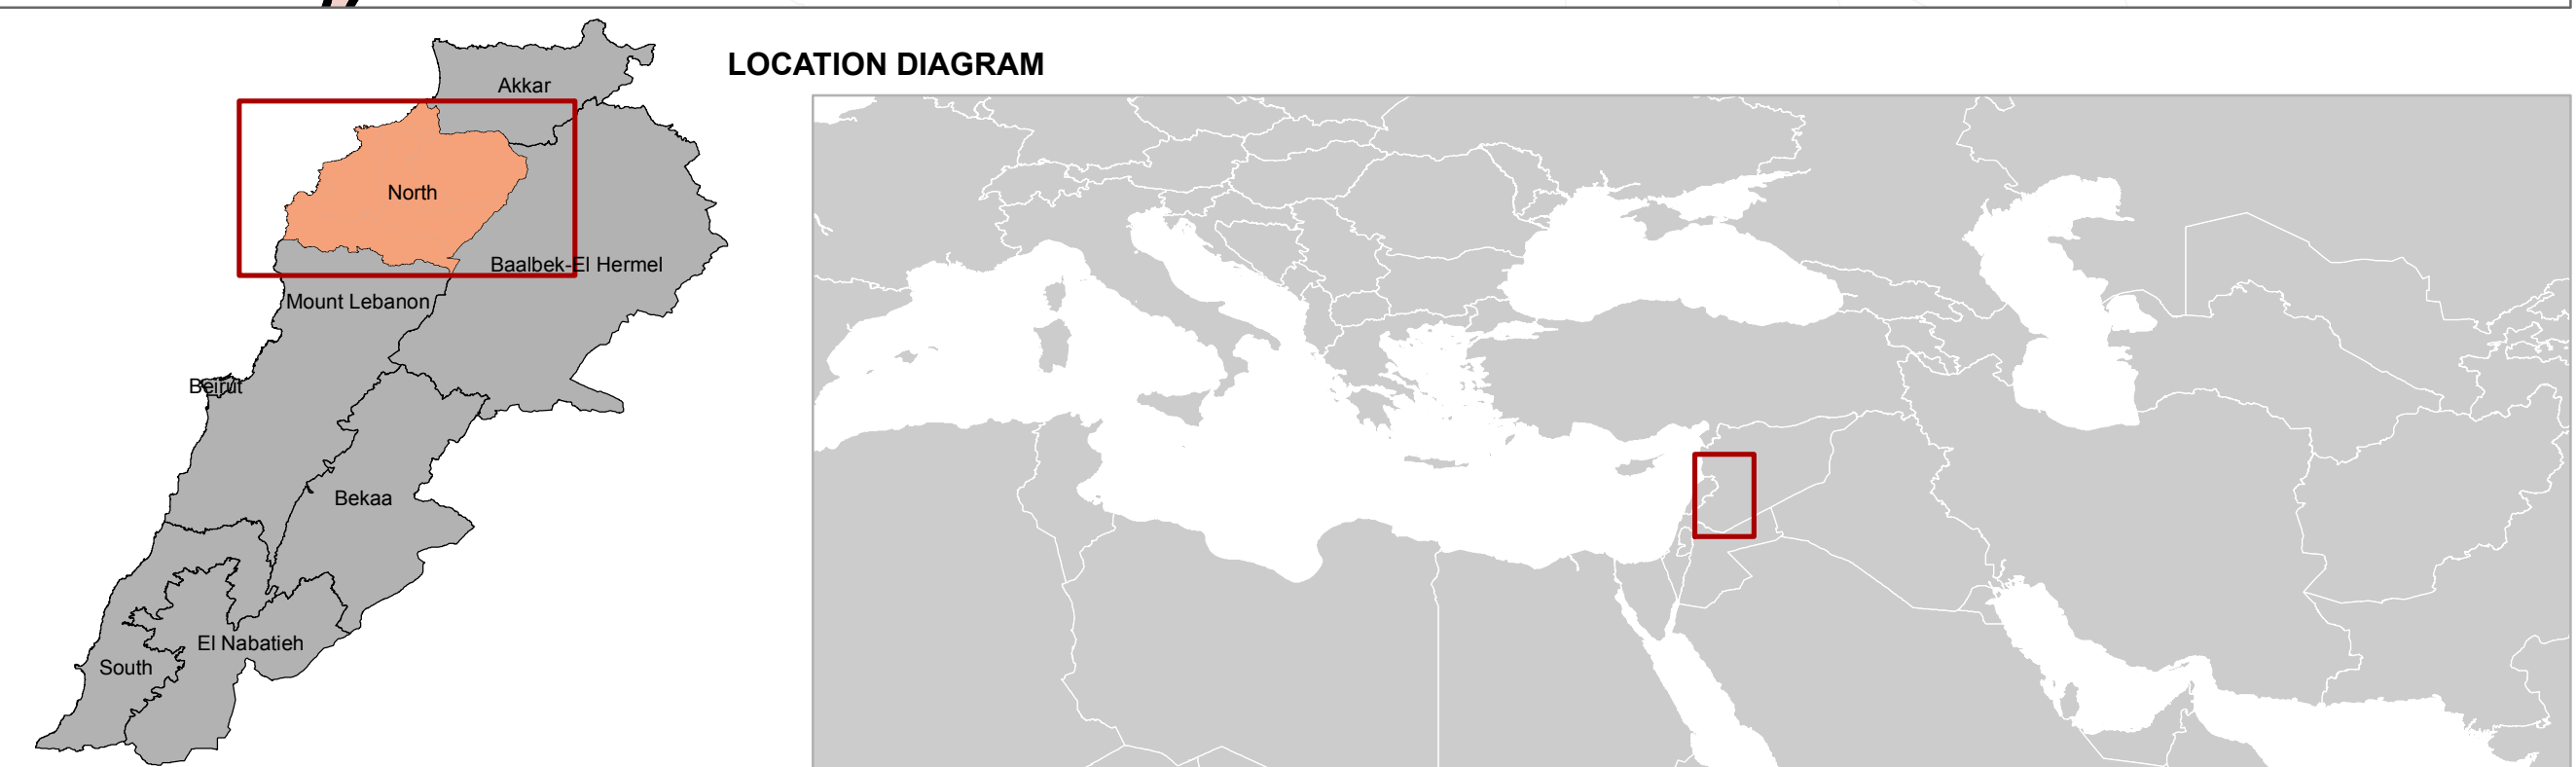 LOCATION DIAGRAM
Akkar
North
Baalbek-El Hermel
Mount Lebanon
Beirut
Bekaa
El Nabatieh
South